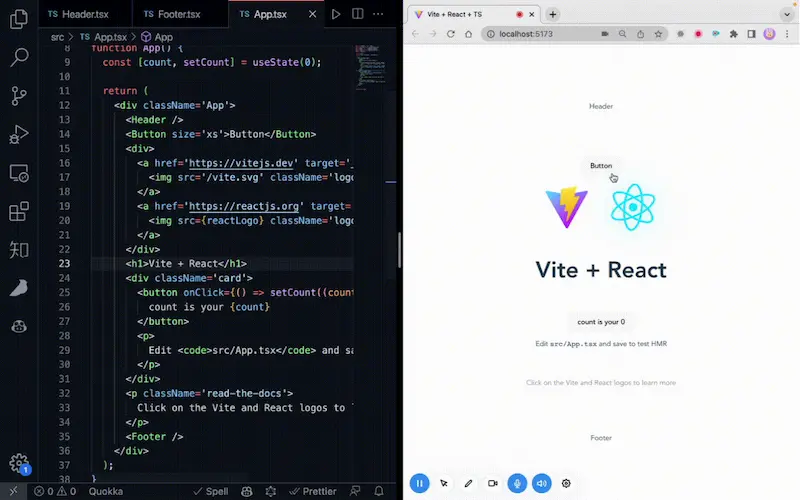 TS Header.tsx
TS Footer.tsx
TS App.tsx
src > TS App.tsx > App
8 function App() {
9 const [count, setCount] = useState(0);
10
11 return (
12 <div className='App'>
13 <Header />
14 <Button size='xs'>Button</Button>
15 <div>
16 <a href='https://vitejs.dev' target='_
17 <img src='/vite.svg' className='logo
18 </a>
19 <a href='https://reactjs.org' target=
20 <img src={reactLogo} className='logo
21 </a>
22 </div>
23 <h1>Vite + React</h1>
24 <div className='card'>
25 <button onClick={() => setCount((count
26 count is your {count}
27 </button>
28 <p>
29 Edit <code>src/App.tsx</code> and sa
30 </p>
31 </div>
32 <p className='read-the-docs'>
33 Click on the Vite and React logos to
34 </p>
35 <Footer />
36 </div>
37 );
38 }
知
1
0 0 Quokka Spell Prettier
Vite + React + TS
localhost:5173
Header
Button
Vite + React
count is your 0
Edit src/App.tsx and save to test HMR
Click on the Vite and React logos to learn more
Footer